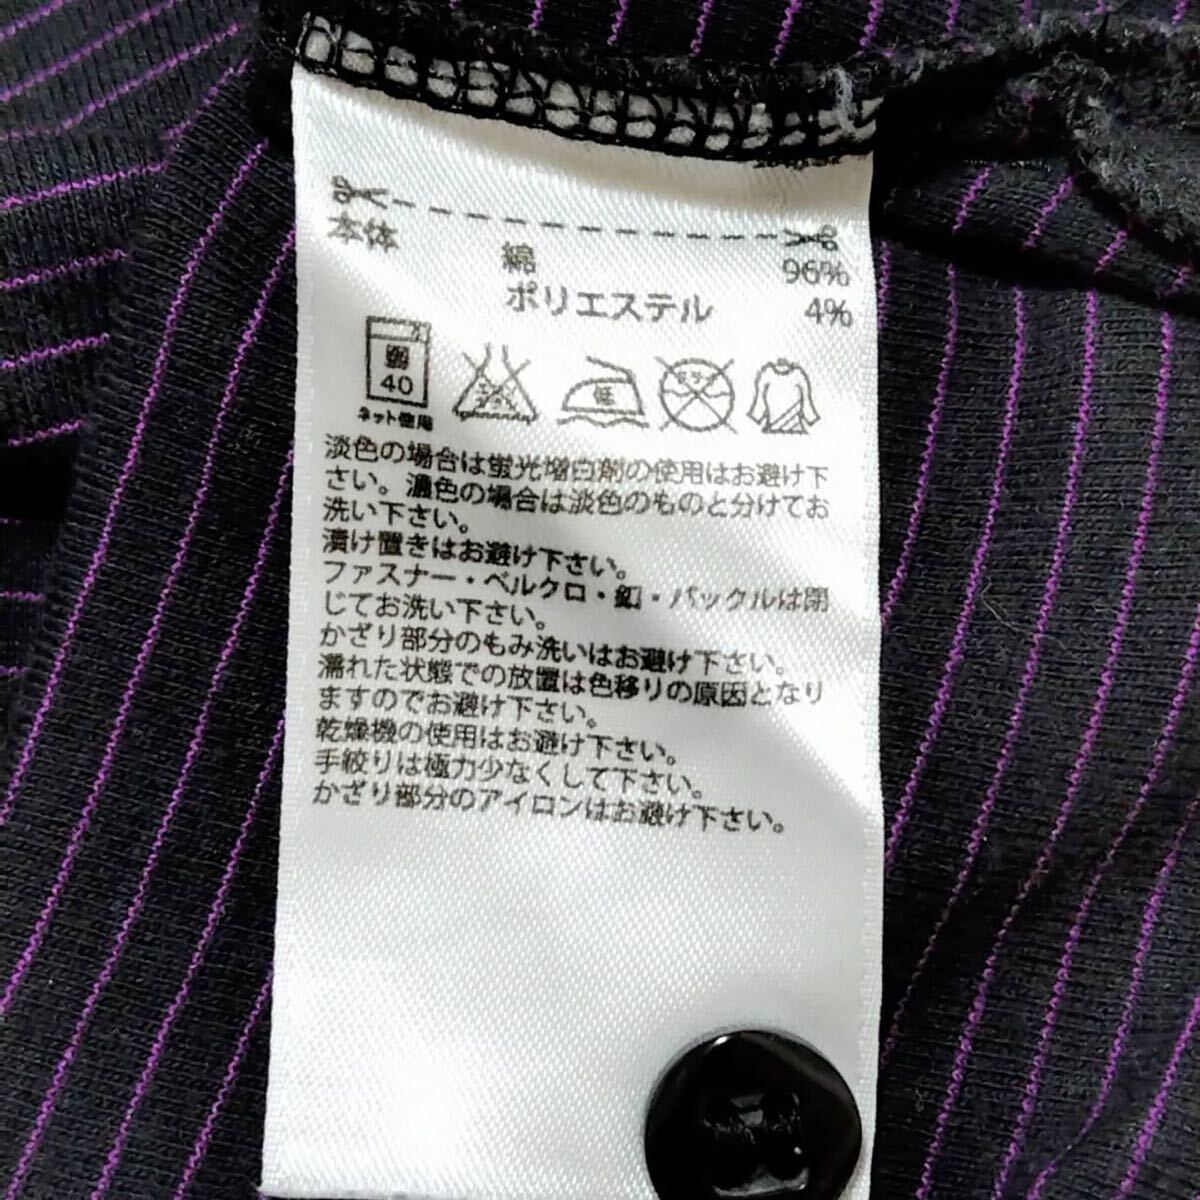 本体
綿 96%
ポリエステル 4%
弱
40
ネット使用
低
淡色の場合は蛍光増白剤の使用はお避け下
さい。濃色の場合は淡色のものと分けてお
洗い下さい。
漬け置きはお避け下さい。
ファスナー・ベルクロ・釦・バックルは閉
じてお洗い下さい。
かざり部分のもみ洗いはお避け下さい。
濡れた状態での放置は色移りの原因となり
ますのでお避け下さい。
乾燥機の使用はお避け下さい。
手絞りは極力少なくして下さい。
かざり部分のアイロンはお避け下さい。